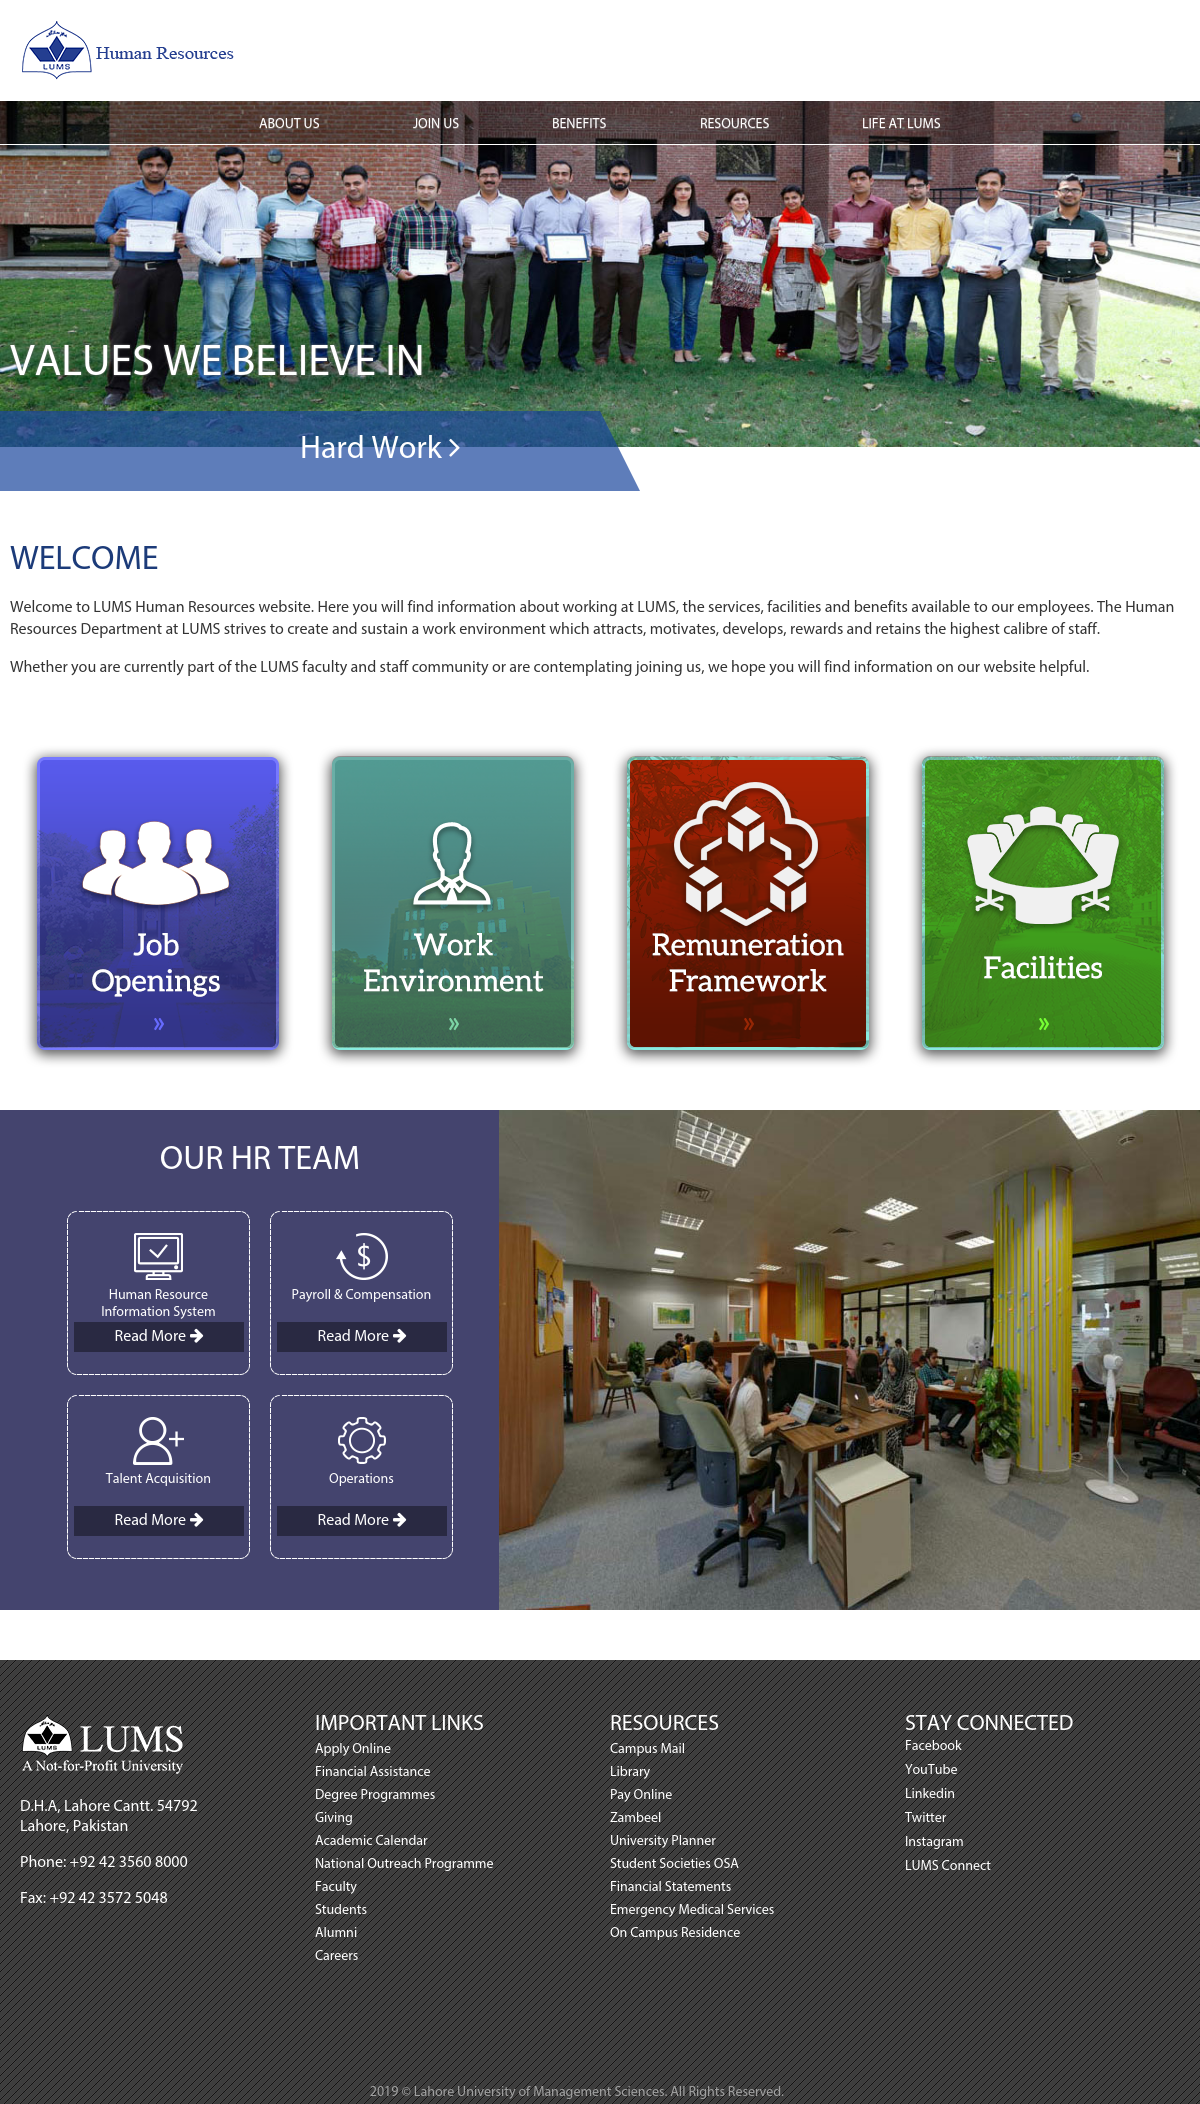 LUMS
Human Resources
ABOUT US
JOIN US
BENEFITS
RESOURCES
LIFE AT LUMS
VALUES WE BELIEVE IN
Hard Work
WELCOME
Welcome to LUMS Human Resources website. Here you will find information about working at LUMS, the services, facilities and benefits available to our employees. The Human
Resources Department at LUMS strives to create and sustain a work environment which attracts, motivates, develops, rewards and retains the highest calibre of staff.
Whether you are currently part of the LUMS faculty and staff community or are contemplating joining us, we hope you will find information on our website helpful.
Job
Openings
»
Work
Environment
»
Remuneration
Framework
»
Facilities
»
OUR HR TEAM
Human Resource
Information System
Read More
$
Payroll & Compensation
Read More
Talent Acquisition
Read More
Operations
Read More
LUMS
LUMS
A Not-for-Profit University
D.H.A, Lahore Cantt. 54792
Lahore, Pakistan
Phone: +92 42 3560 8000
Fax: +92 42 3572 5048
IMPORTANT LINKS
Apply Online
Financial Assistance
Degree Programmes
Giving
Academic Calendar
National Outreach Programme
Faculty
Students
Alumni
Careers
RESOURCES
Campus Mail
Library
Pay Online
Zambeel
University Planner
Student Societies OSA
Financial Statements
Emergency Medical Services
On Campus Residence
STAY CONNECTED
Facebook
YouTube
Linkedin
Twitter
Instagram
LUMS Connect
2019 © Lahore University of Management Sciences. All Rights Reserved.